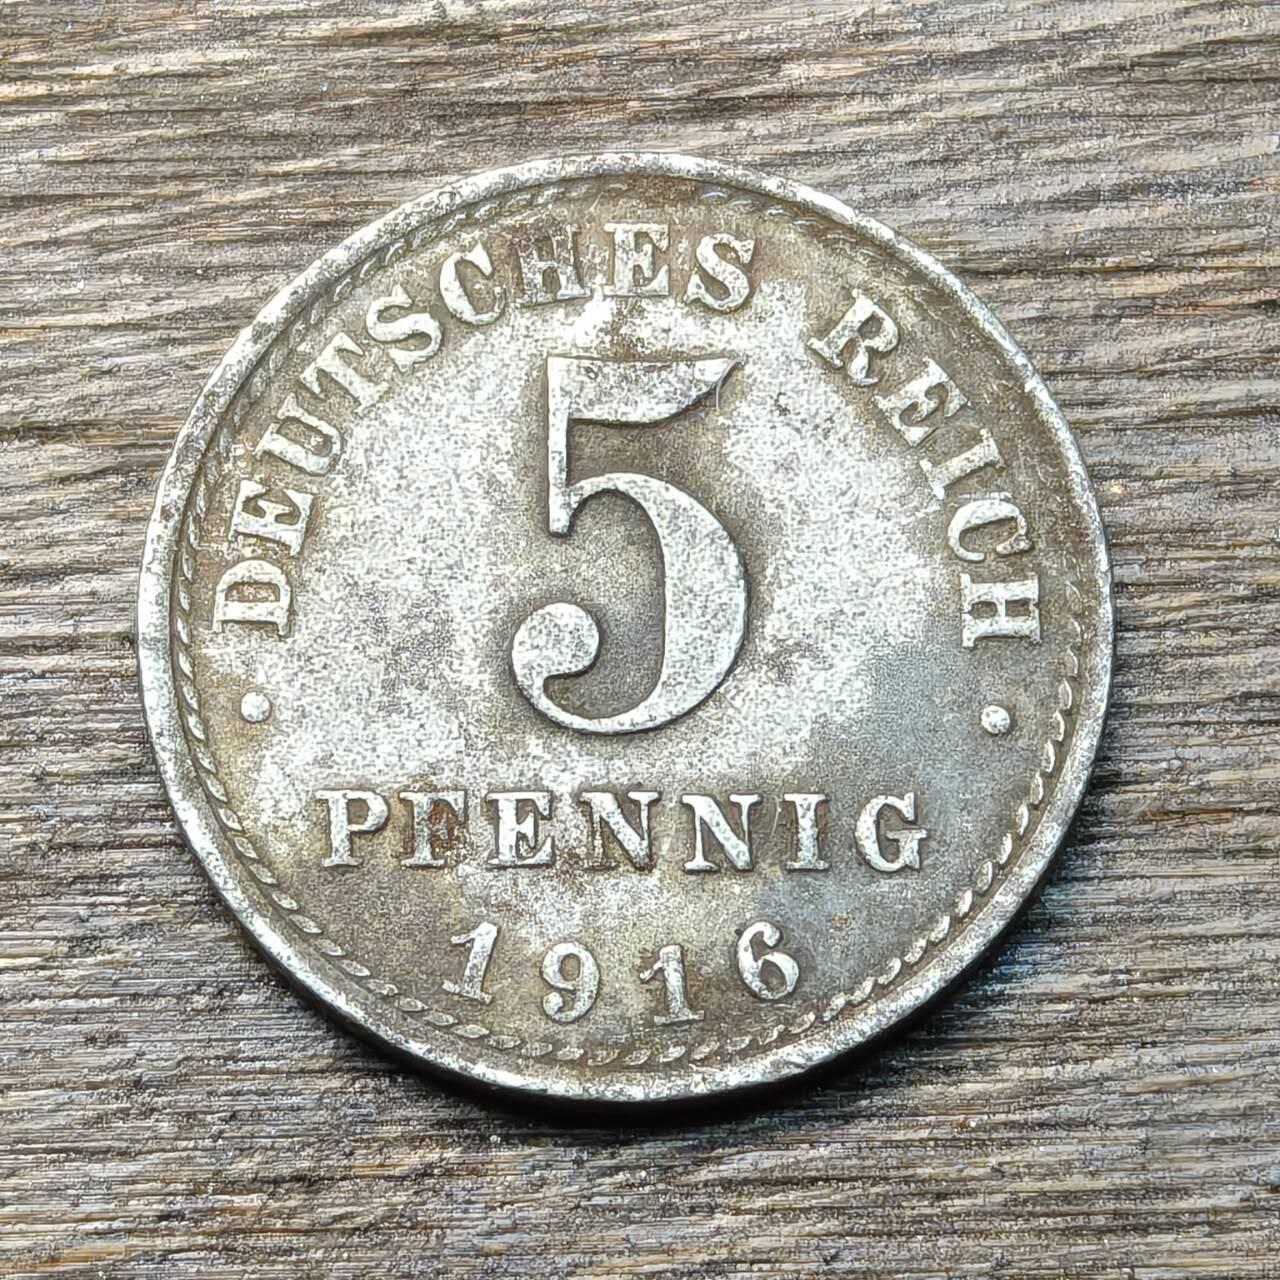 DEUTSCHES REICH
5
PFENNIG
1916